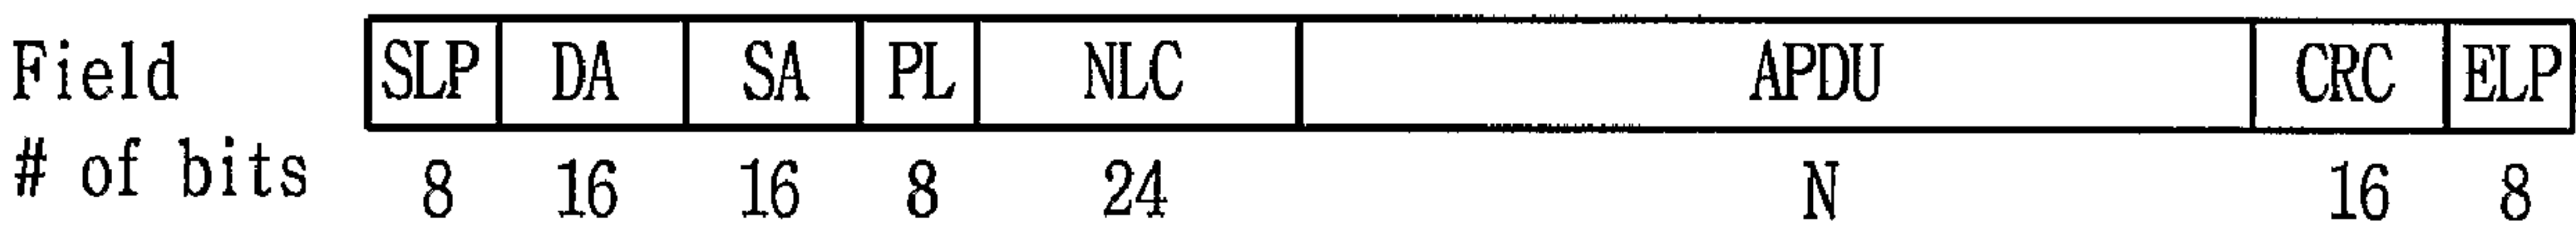 Field SLP DA SA PL NLC APDU CRC ELP
# of bits 8 16 16 8 24 N 16 8